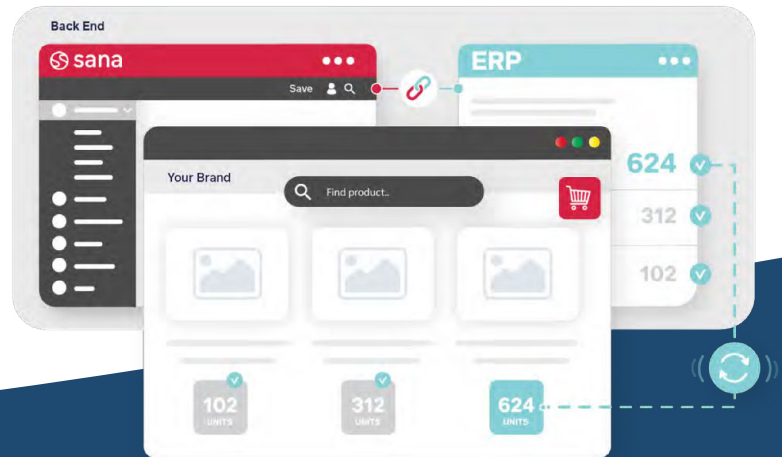 Back End
sana
ERP
Save
Your Brand
Find product..
624
312
102
102
UNITS
312
UNITS
624
UNITS